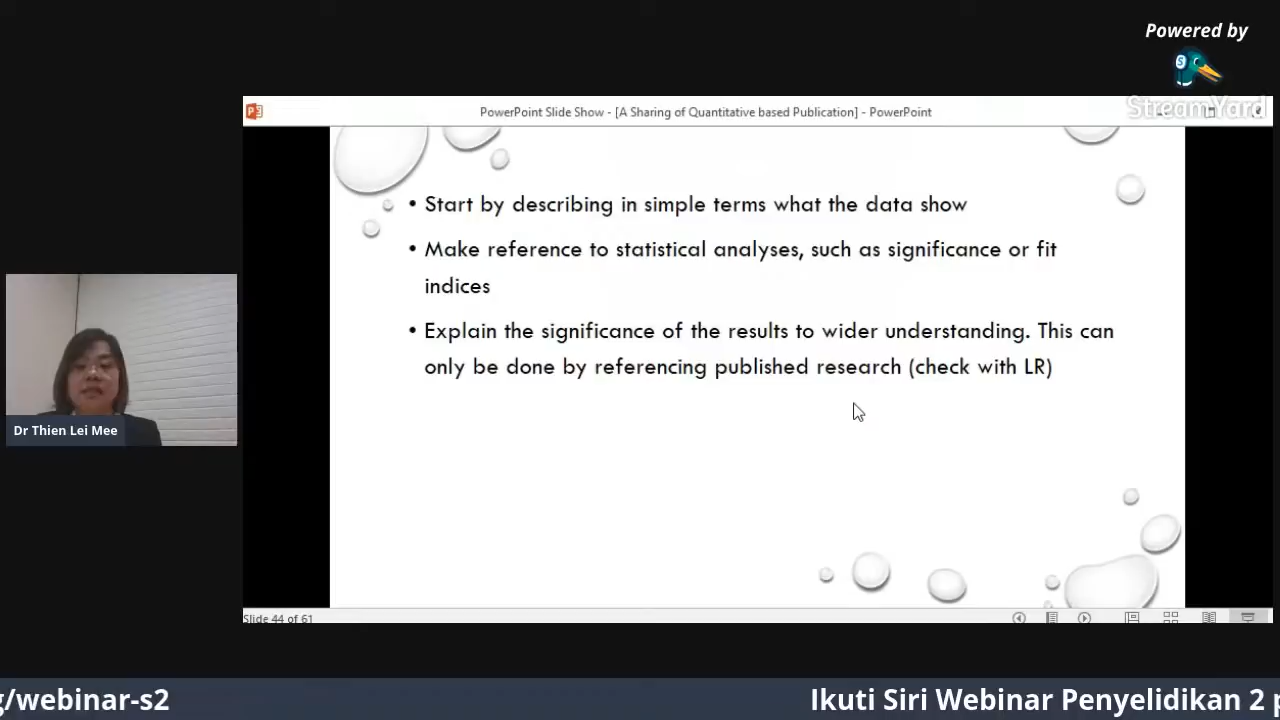 Powered by
StreamYard
PowerPoint Slide Show - [A Sharing of Quantitative based Publication] - PowerPoint
• Start by describing in simple terms what the data show
• Make reference to statistical analyses, such as significance or fit
indices
• Explain the significance of the results to wider understanding. This can
only be done by referencing published research (check with LR)
Dr Thien Lei Mee
Slide 44 of 61
g/webinar-s2
Ikuti Siri Webinar Penyelidikan 2 p